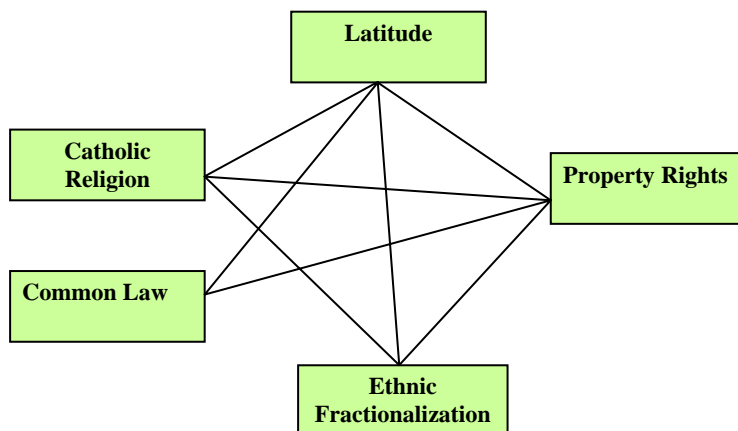 Latitude
Catholic
Religion
Property Rights
Common Law
Ethnic
Fractionalization